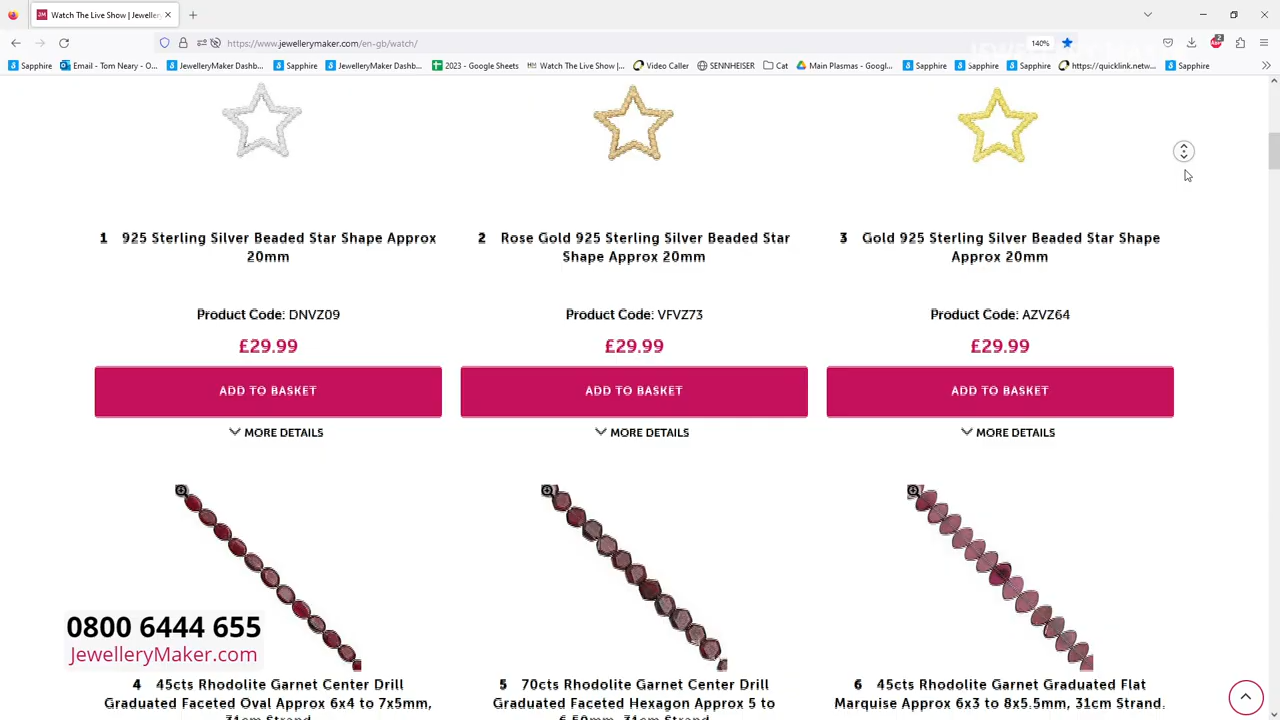 Watch The Live Show | Jeweller
https://www.jewellerymaker.com/en-gb/watch/
140%
2
Sapphire
Email - Tom Neary - O...
JewelleryMaker Dashb...
Sapphire
JewelleryMaker Dashb...
2023 - Google Sheets
Watch The Live Show |...
Video Caller
SENNHEISER
Cat
Main Plasmas - Googl...
Sapphire
Sapphire
Sapphire
https://quicklink.netw...
Sapphire
1 925 Sterling Silver Beaded Star Shape Approx
20mm
Product Code: DNVZ09
£29.99
ADD TO BASKET
MORE DETAILS
2 Rose Gold 925 Sterling Silver Beaded Star
Shape Approx 20mm
Product Code: VFVZ73
£29.99
ADD TO BASKET
MORE DETAILS
3 Gold 925 Sterling Silver Beaded Star Shape
Approx 20mm
Product Code: AZVZ64
£29.99
ADD TO BASKET
MORE DETAILS
4 45cts Rhodolite Garnet Center Drill
Graduated Faceted Oval Approx 6x4 to 7x5mm,
31cm Strand
5 70cts Rhodolite Garnet Center Drill
Graduated Faceted Hexagon Approx 5 to
6.50mm, 31cm Strand
6 45cts Rhodolite Garnet Graduated Flat
Marquise Approx 6x3 to 8x5.5mm, 31cm Strand.
0800 6444 655
JewelleryMaker.com